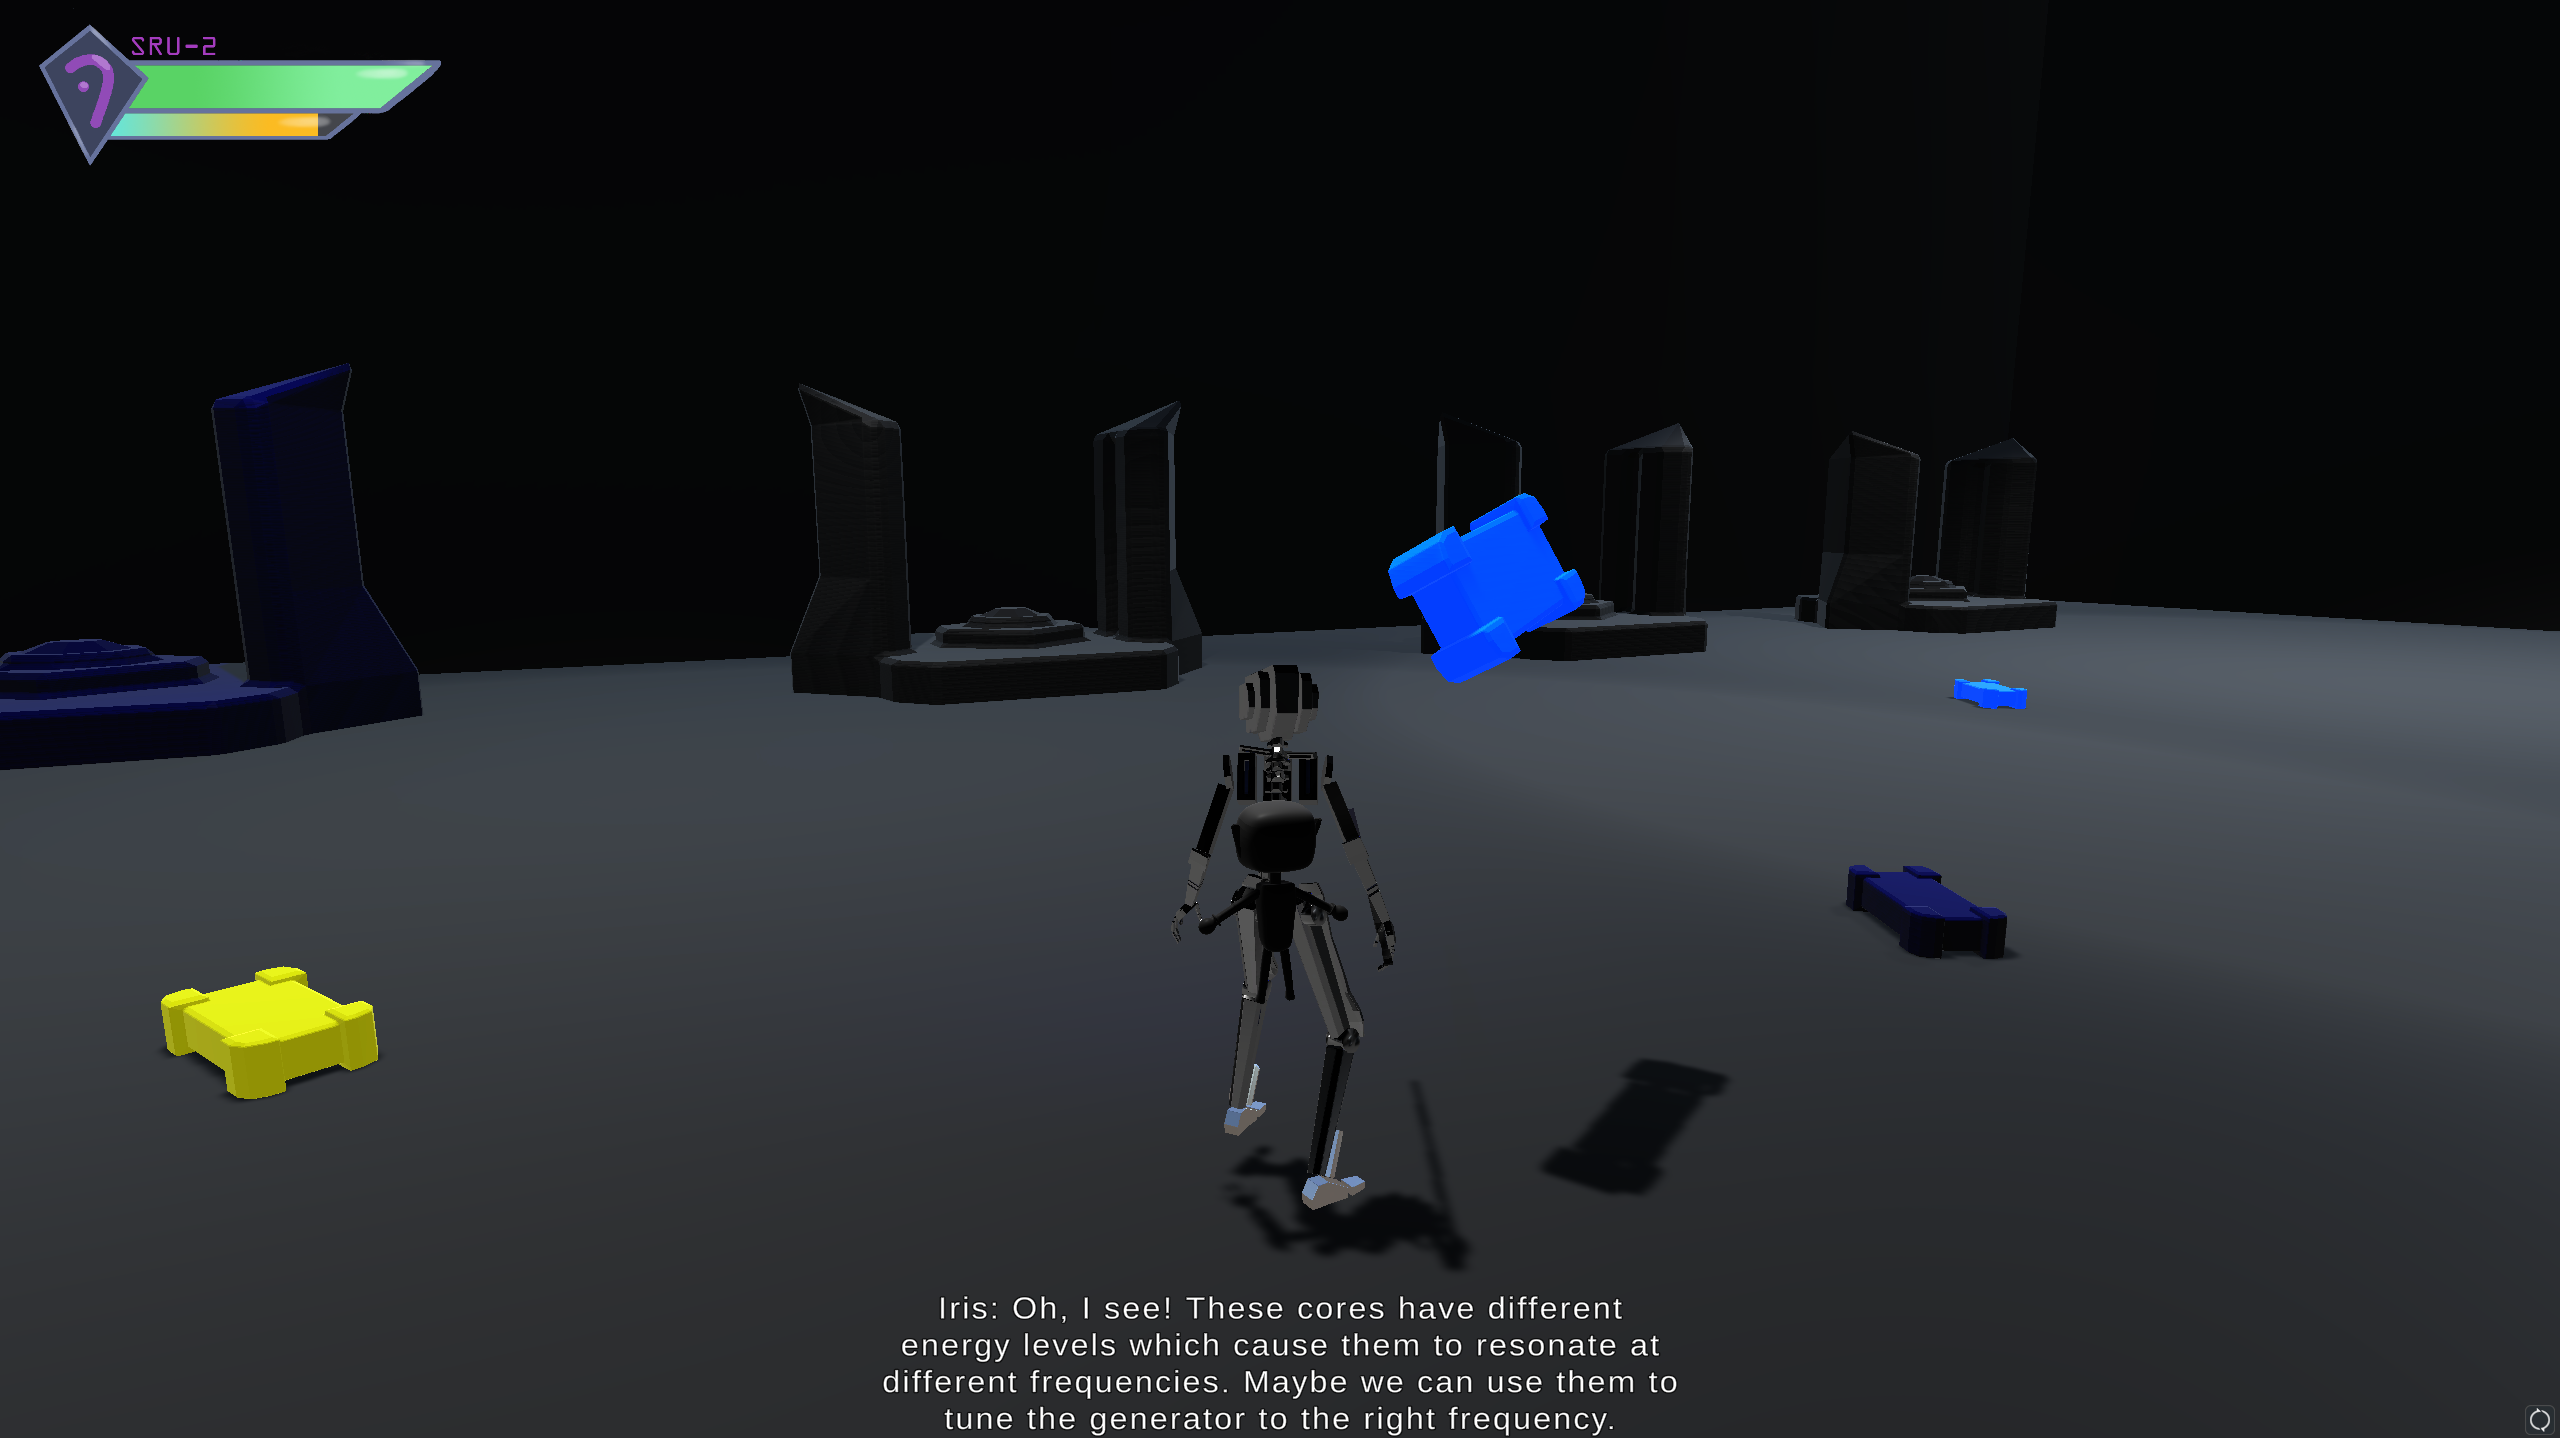 SRU-2
Iris: Oh, I see! These cores have different
energy levels which cause them to resonate at
different frequencies. Maybe we can use them to
tune the generator to the right frequency.